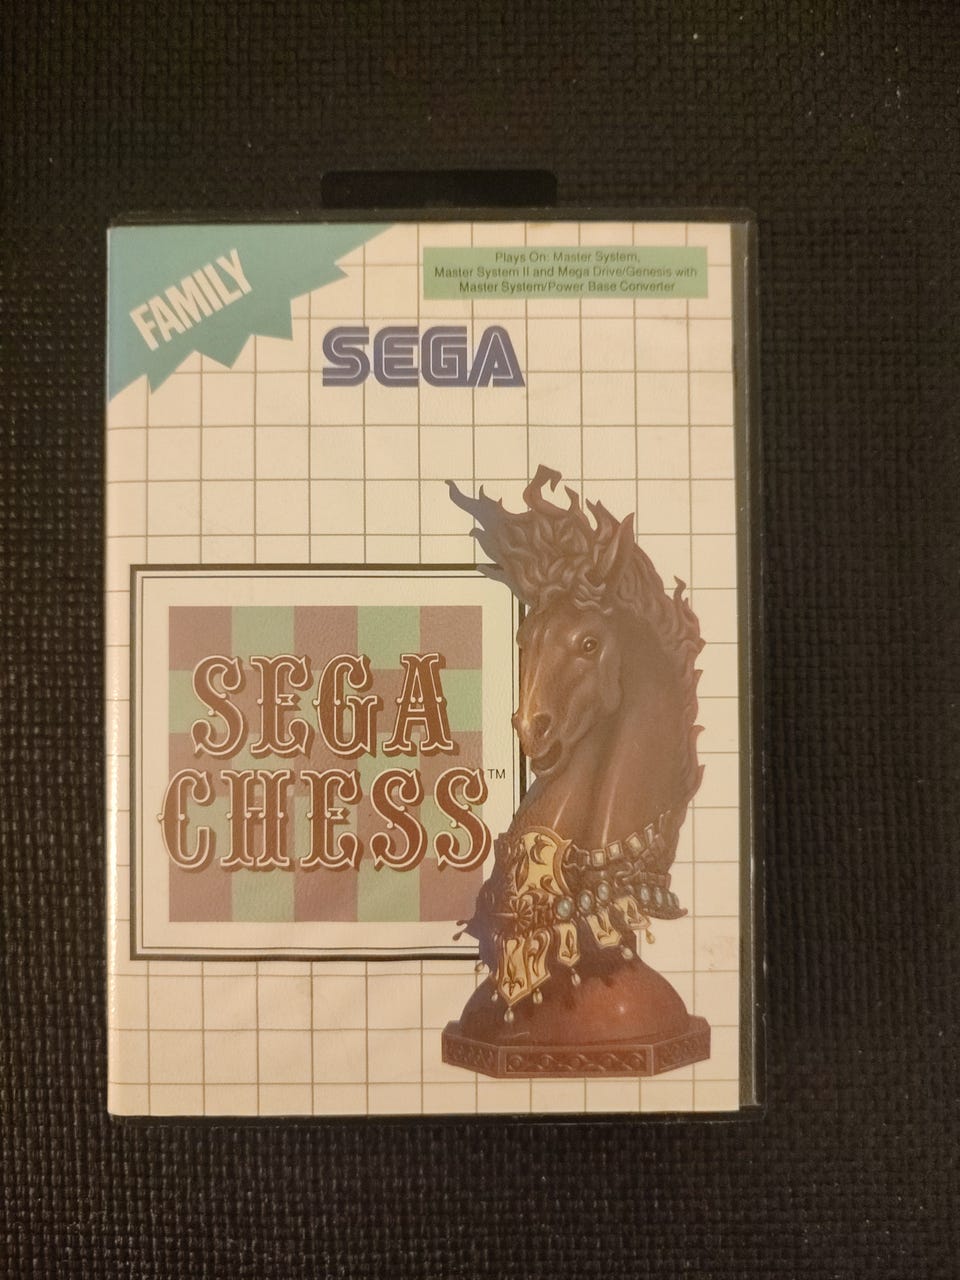 FAMILY
Plays On: Master System,
Master System II and Mega Drive/Genesis with
Master System/Power Base Converter
SEGA
SEGA
CHESS™